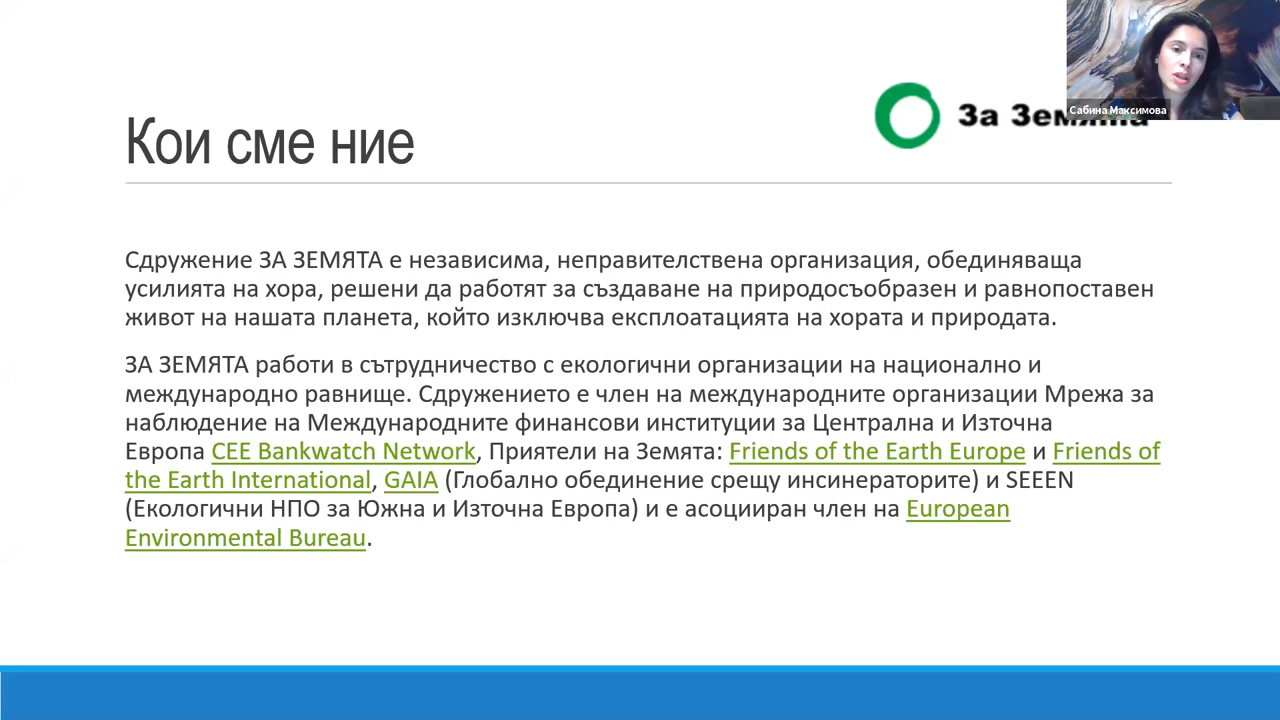 Сабина Максимова
За Земята
Кои сме ние
Сдружение ЗА ЗЕМЯТА е независима, неправителствена организация, обединяваща
усилията на хора, решени да работят за създаване на природосъобразен и равнопоставен
живот на нашата планета, който изключва експлоатацията на хората и природата.
ЗА ЗЕМЯТА работи в сътрудничество с екологични организации на национално и
международно равнище. Сдружението е член на международните организации Мрежа за
наблюдение на Международните финансови институции за Централна и Източна
Европа CEE Bankwatch Network, Приятели на Земята: Friends of the Earth Europe и Friends of
the Earth International, GAIA (Глобално обединение срещу инсинераторите) и SEEEN
(Екологични НПО за Южна и Източна Европа) и е асоцииран член на European
Environmental Bureau.